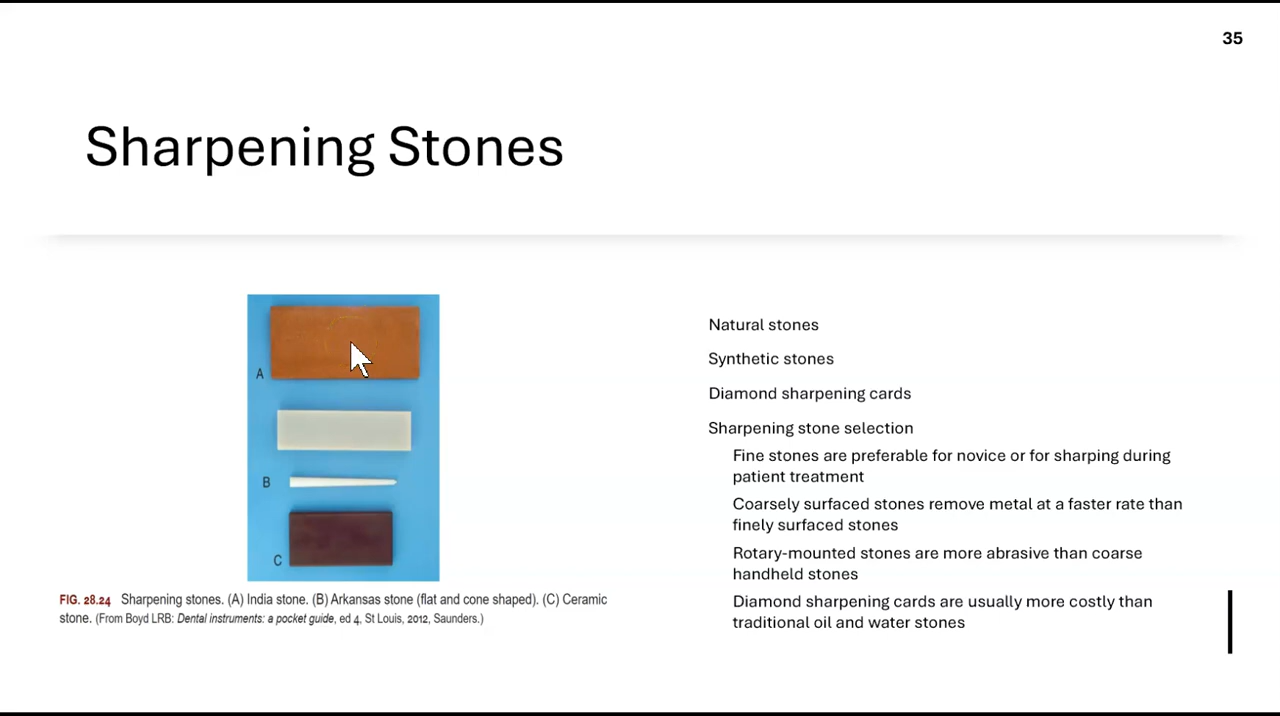 35
Sharpening Stones
A
B
C
FIG. 28.24 Sharpening stones. (A) India stone. (B) Arkansas stone (flat and cone shaped). (C) Ceramic
stone. (From Boyd LRB: Dental instruments: a pocket guide, ed 4, St Louis, 2012, Saunders.)
Natural stones
Synthetic stones
Diamond sharpening cards
Sharpening stone selection
Fine stones are preferable for novice or for sharping during
patient treatment
Coarsely surfaced stones remove metal at a faster rate than
finely surfaced stones
Rotary-mounted stones are more abrasive than coarse
handheld stones
Diamond sharpening cards are usually more costly than
traditional oil and water stones